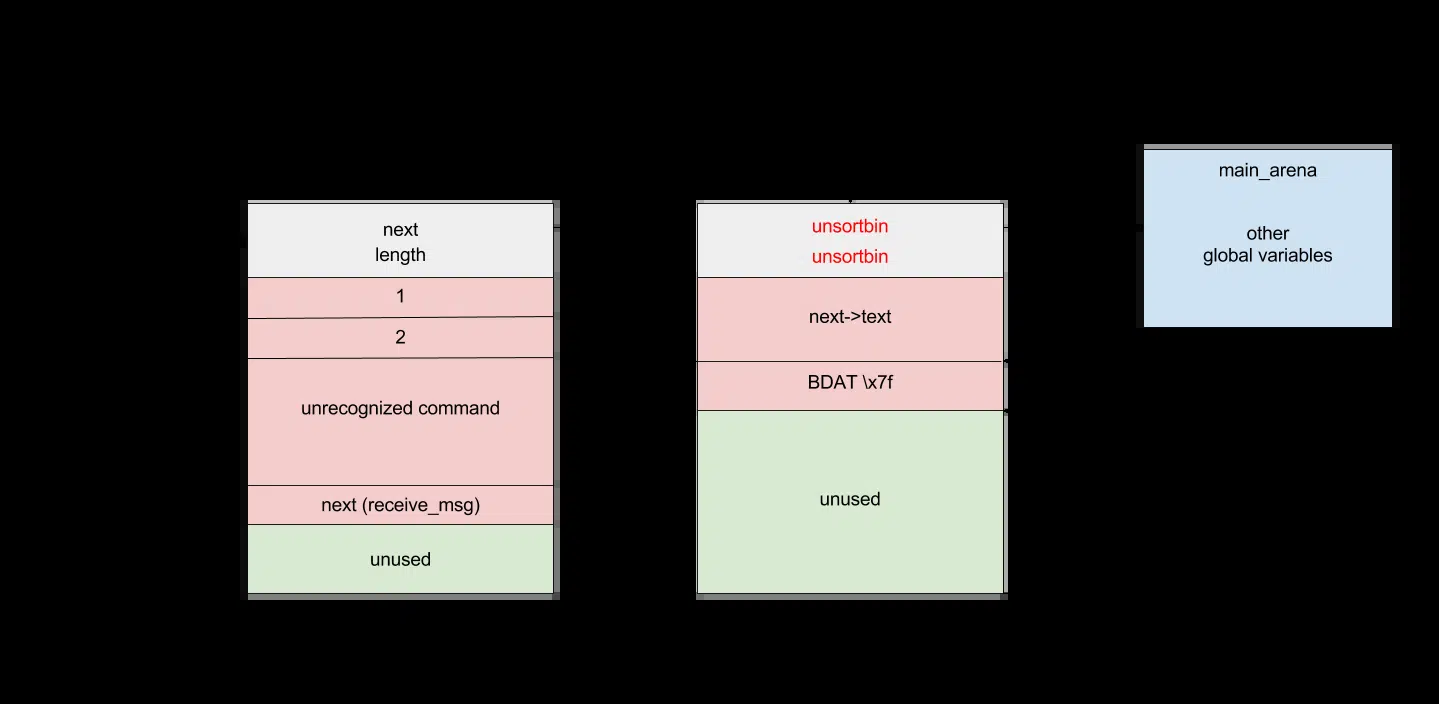 next
length
1
2
unrecognized command
next (receive_msg)
unused
unsortbin
unsortbin
next->text
BDAT \x7f
unused
main_arena
other
global variables